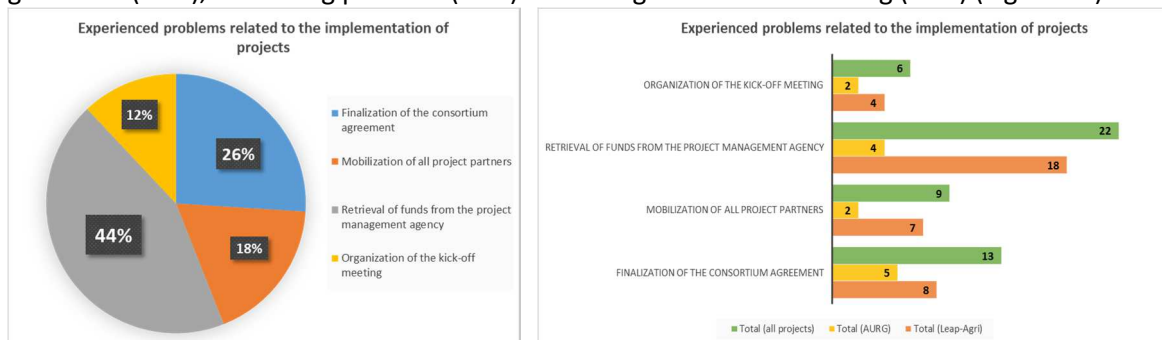 Experienced problems related to the implementation of
projects
12%
26%
44%
18%
Finalization of the consortium
agreement
Mobilization of all project partners
Retrieval of funds from the project
management agency
Organization of the kick-off
meeting
Experienced problems related to the implementation of projects
ORGANIZATION OF THE KICK-OFF MEETING
6
2
4
RETRIEVAL OF FUNDS FROM THE PROJECT MANAGEMENT AGENCY
22
4
18
MOBILIZATION OF ALL PROJECT PARTNERS
9
2
7
FINALIZATION OF THE CONSORTIUM AGREEMENT
13
5
8
Total (all projects) Total (AURG) Total (Leap-Agri)